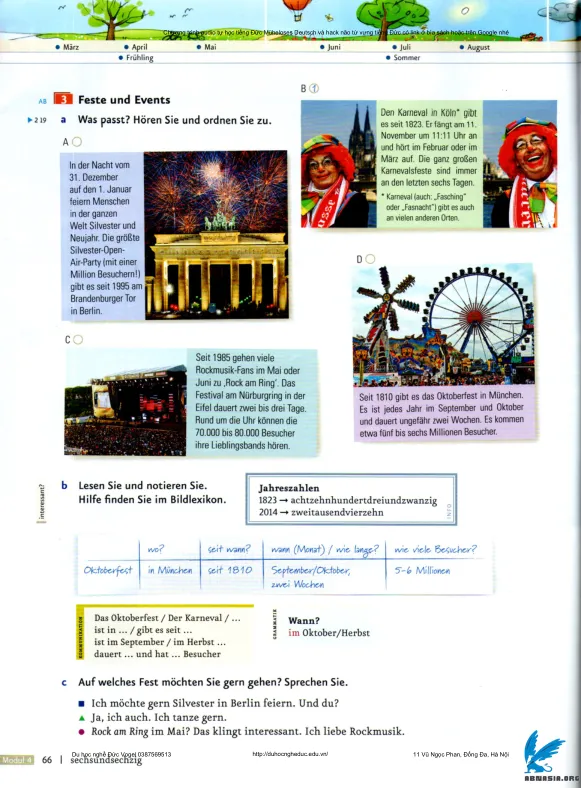 Chương trình audio tự học tiếng Đức Müheloses Deutsch và hack não từ vựng tiếng Đức có link ở bìa sách hoặc trên Google nhé
• März • April • Mai • Juni • Juli • August
• Frühling • Sommer
AB 3 Feste und Events
▶ 2 19 a Was passt? Hören Sie und ordnen Sie zu.
A
In der Nacht vom
31. Dezember
auf den 1. Januar
feiern Menschen
in der ganzen
Welt Silvester und
Neujahr. Die größte
Silvester-Open-
Air-Party (mit einer
Million Besuchern!)
gibt es seit 1995 am
Brandenburger Tor
in Berlin.
B 1
Den Karneval in Köln* gibt
es seit 1823. Er fängt am 11.
November um 11:11 Uhr an
und hört im Februar oder im
März auf. Die ganz großen
Karnevalsfeste sind immer
an den letzten sechs Tagen.
* Karneval (auch: „Fasching"
oder „Fasnacht") gibt es auch
an vielen anderen Orten.
C
Seit 1985 gehen viele
Rockmusik-Fans im Mai oder
Juni zu ‚Rock am Ring'. Das
Festival am Nürburgring in der
Eifel dauert zwei bis drei Tage.
Rund um die Uhr können die
70.000 bis 80.000 Besucher
ihre Lieblingsbands hören.
D
Seit 1810 gibt es das Oktoberfest in München.
Es ist jedes Jahr im September und Oktober
und dauert ungefähr zwei Wochen. Es kommen
etwa fünf bis sechs Millionen Besucher.
interessant?
b Lesen Sie und notieren Sie.
Hilfe finden Sie im Bildlexikon.
Jahreszahlen
1823 → achtzehnhundertdreiundzwanzig
2014 → zweitausendvierzehn
INFO
wo? seit wann? wann (Monat) / wie lange? wie viele Besucher?
Oktoberfest in München seit 1810 September/Oktober, 5-6 Millionen
zwei Wochen
KOMMUNIKATION
Das Oktoberfest / Der Karneval / ...
ist in ... / gibt es seit ...
ist im September / im Herbst ...
dauert ... und hat ... Besucher
GRAMMATIK
Wann?
im Oktober/Herbst
c Auf welches Fest möchten Sie gern gehen? Sprechen Sie.
■ Ich möchte gern Silvester in Berlin feiern. Und du?
▲ Ja, ich auch. Ich tanze gern.
● Rock am Ring im Mai? Das klingt interessant. Ich liebe Rockmusik.
Modul 4 66 | sechsundsechzig
Du học nghề Đức Vogel 0387569513 http://duhocngheduc.edu.vn/ 11 Vũ Ngọc Phan, Đống Đa, Hà Nội
ABNASIA.ORG